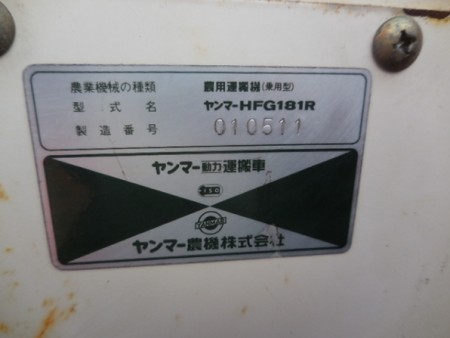 農業機械の種類 農用運搬機(乗用型)
型式名 ヤンマーHFG181R
製造番号 010511
ヤンマー動力運搬車
ヤンマー農機株式会社